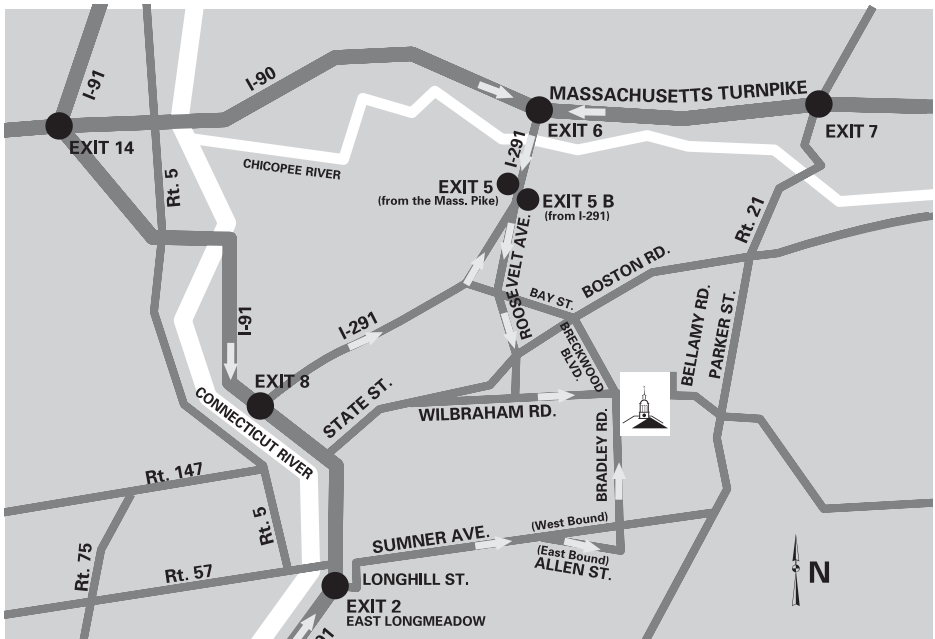 I-91
I-90
MASSACHUSETTS TURNPIKE
EXIT 14
EXIT 6
EXIT 7
CHICOPEE RIVER
Rt. 5
I-291
EXIT 5
(from the Mass. Pike)
EXIT 5 B
(from I-291)
Rt. 21
ROOSEVELT AVE.
BOSTON RD.
BAY ST.
I-91
I-291
BRECKWOOD
BLVD.
BELLAMY RD.
PARKER ST.
EXIT 8
STATE ST.
WILBRAHAM RD.
CONNECTICUT RIVER
BRADLEY RD.
Rt. 147
Rt. 5
Rt. 75
Rt. 57
SUMNER AVE.
(West Bound)
(East Bound)
ALLEN ST.
LONGHILL ST.
EXIT 2
EAST LONGMEADOW
N
91